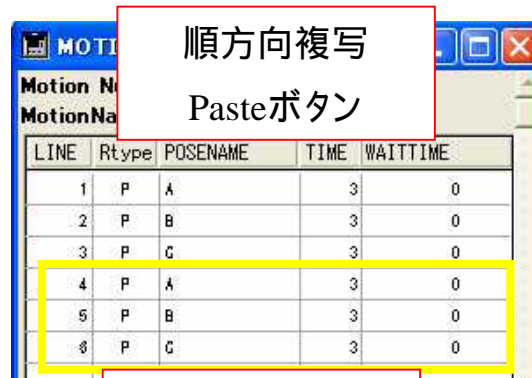 MOTI
順方向複写
Pasteボタン
Motion N
MotionNa
LINE Rtype POSENAME TIME WAITTIME
1 P A 3 0
2 P B 3 0
3 P C 3 0
4 P A 3 0
5 P B 3 0
6 P C 3 0